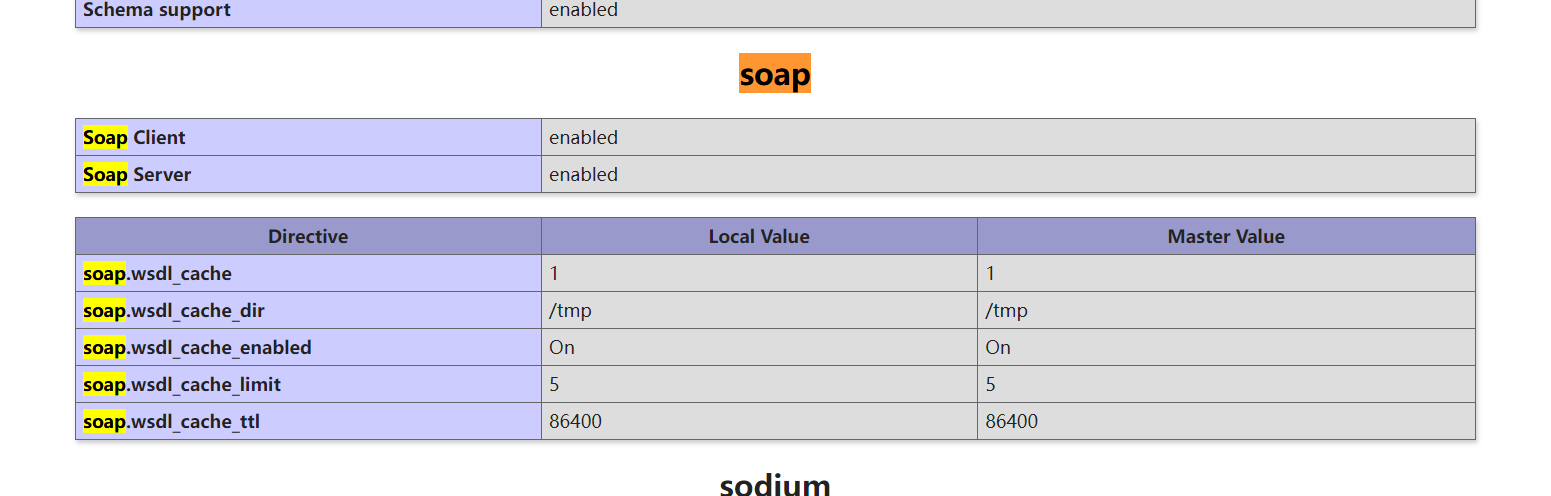 Schema support enabled
soap
Soap Client enabled
Soap Server enabled
Directive Local Value Master Value
soap.wsdl_cache 1 1
soap.wsdl_cache_dir /tmp /tmp
soap.wsdl_cache_enabled On On
soap.wsdl_cache_limit 5 5
soap.wsdl_cache_ttl 86400 86400
sodium